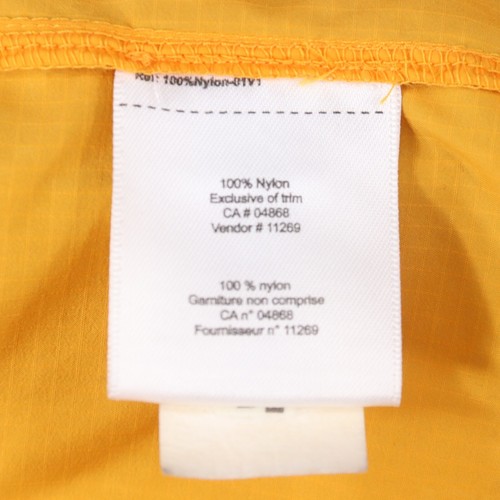 Ref: 100%Nylon-01V1
100% Nylon
Exclusive of trim
CA # 04868
Vendor # 11269
100 % nylon
Garniture non comprise
CA n° 04868
Fournisseur n° 11269